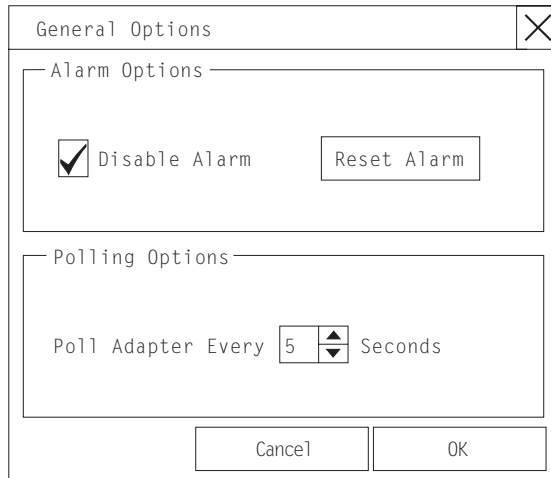 General Options
Alarm Options
Disable Alarm
Reset Alarm
Polling Options
Poll Adapter Every 5 Seconds
Cancel
OK